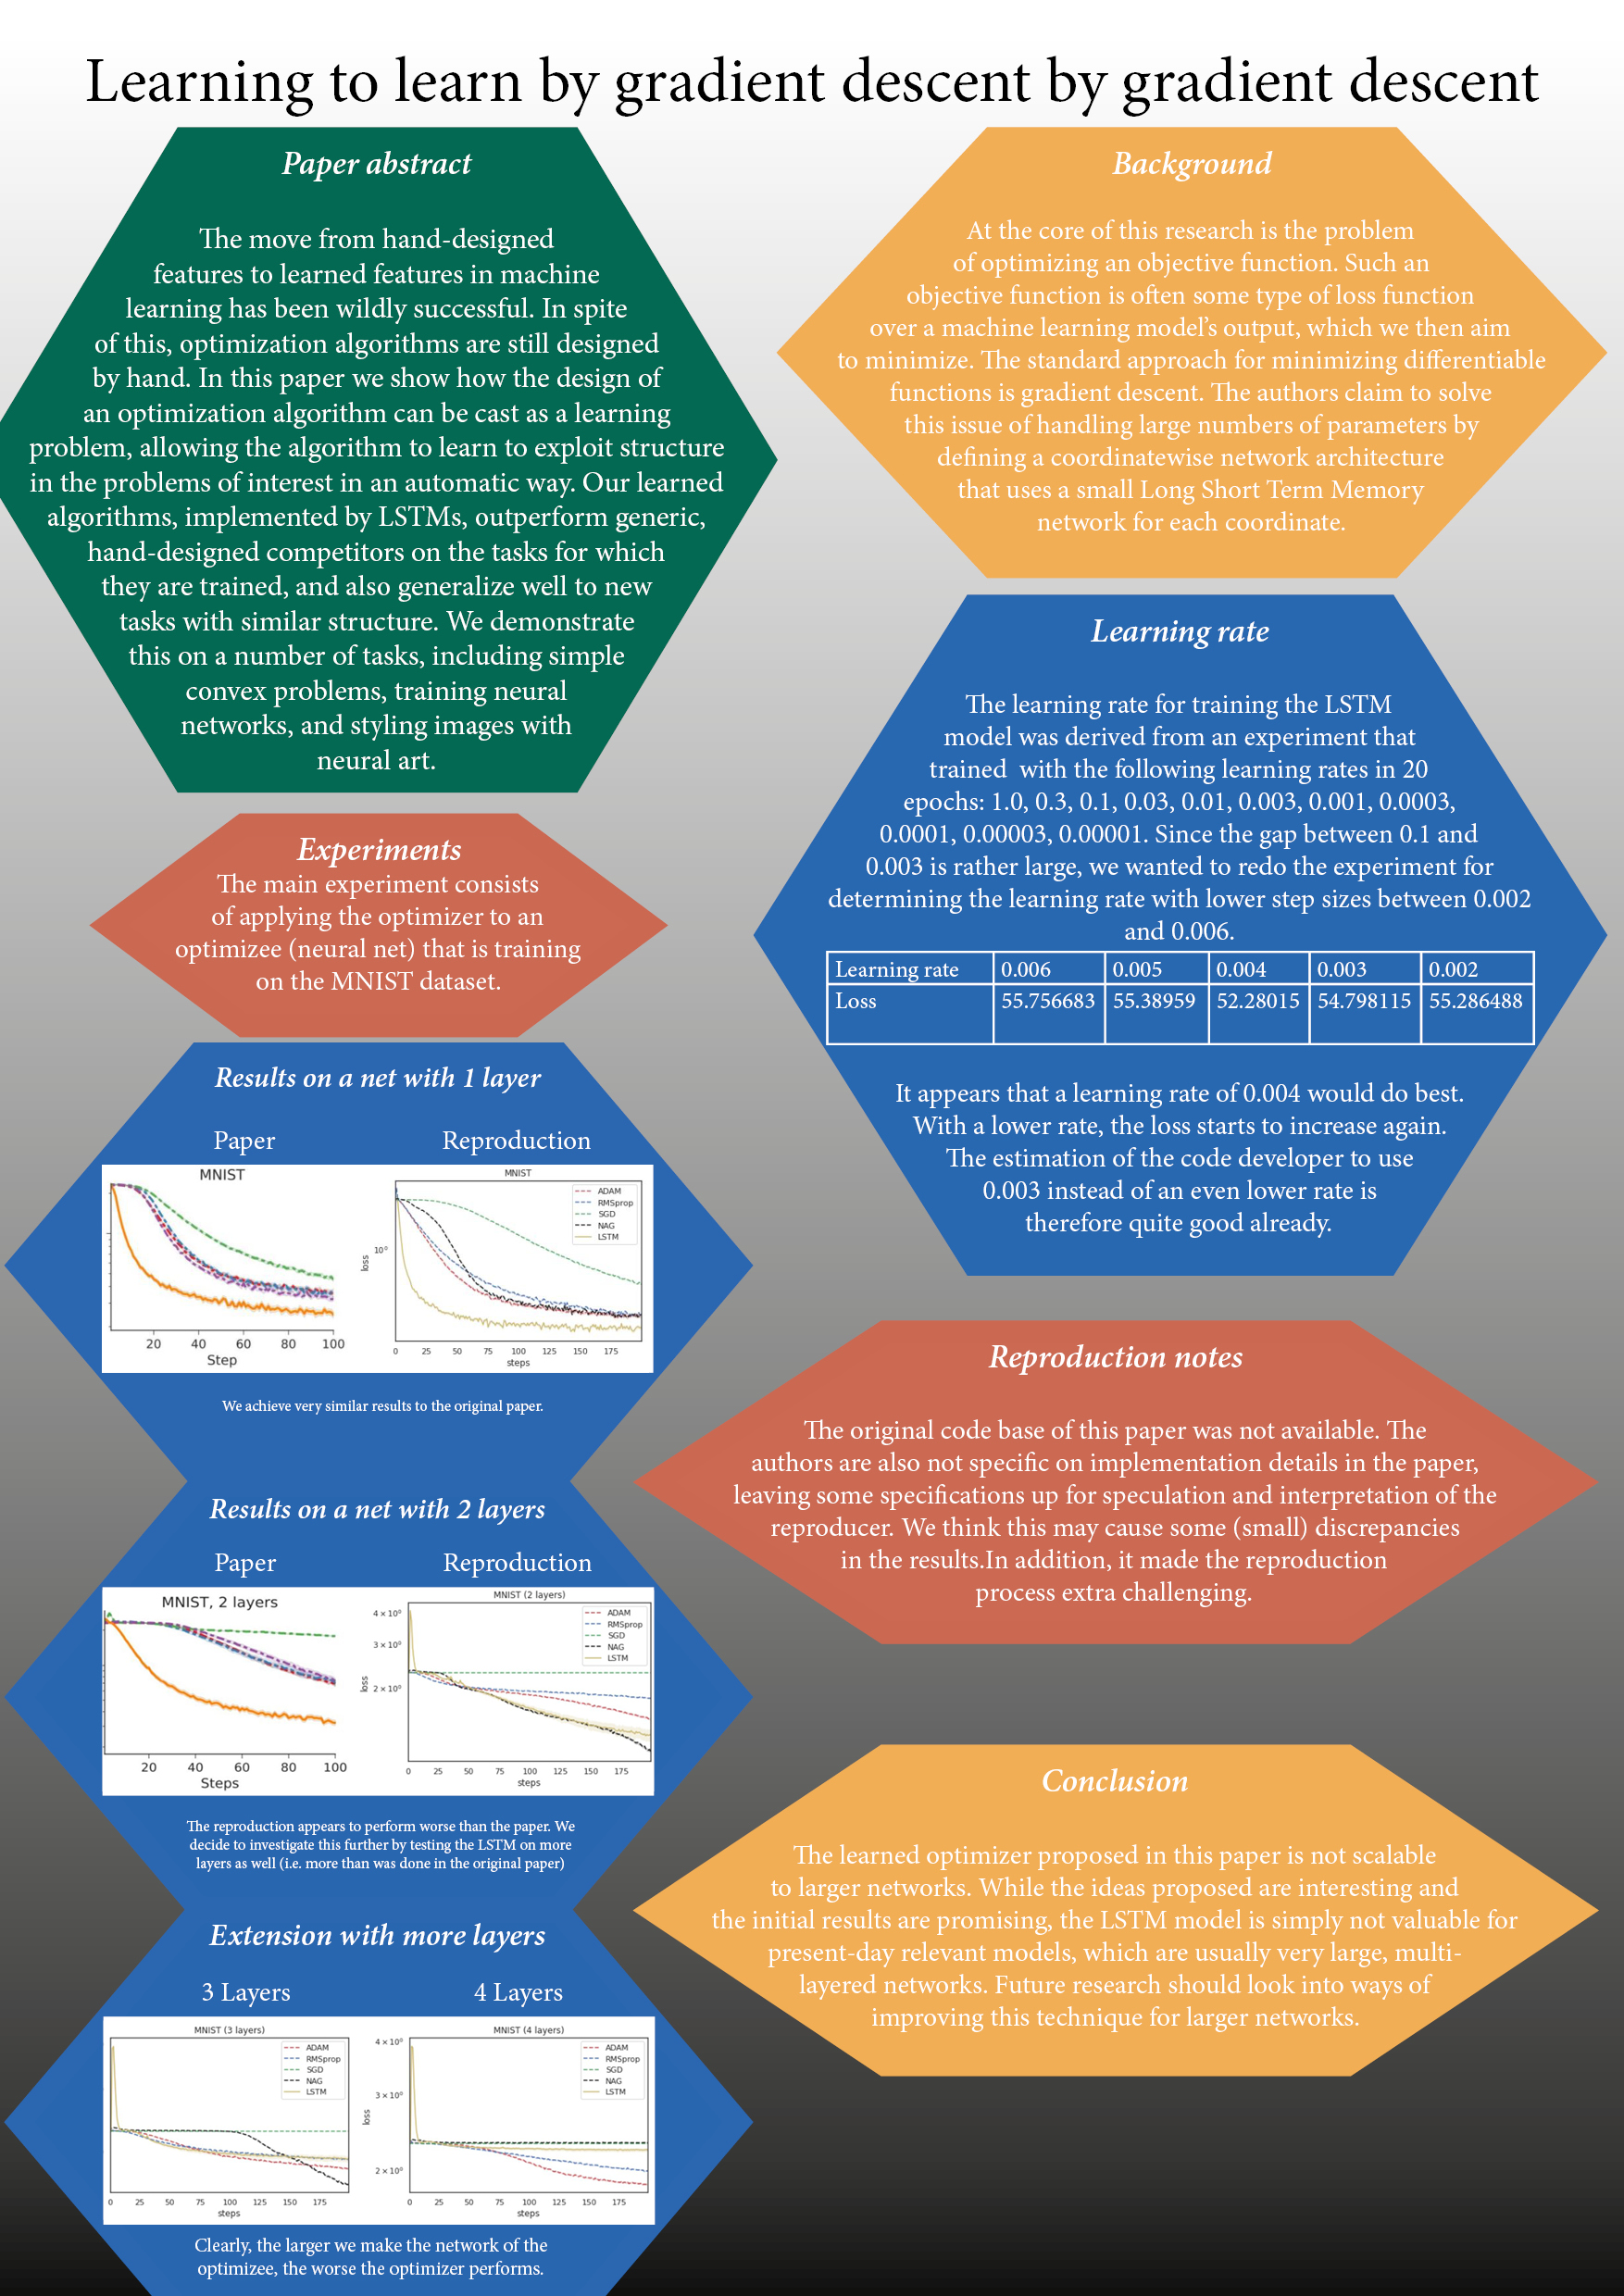 Learning to learn by gradient descent by gradient descent
Paper abstract
The move from hand-designed
features to learned features in machine
learning has been wildly successful. In spite
of this, optimization algorithms are still designed
by hand. In this paper we show how the design of
an optimization algorithm can be cast as a learning
problem, allowing the algorithm to learn to exploit structure
in the problems of interest in an automatic way. Our learned
algorithms, implemented by LSTMs, outperform generic,
hand-designed competitors on the tasks for which
they are trained, and also generalize well to new
tasks with similar structure. We demonstrate
this on a number of tasks, including simple
convex problems, training neural
networks, and styling images with
neural art.
Experiments
The main experiment consists
of applying the optimizer to an
optimizee (neural net) that is training
on the MNIST dataset.
Results on a net with 1 layer
Paper Reproduction
MNIST
20 40 60 80 100
Step
MNIST
ADAM
RMSprop
SGD
NAG
LSTM
10⁰
loss
0 25 50 75 100 125 150 175
steps
We achieve very similar results to the original paper.
Results on a net with 2 layers
Paper Reproduction
MNIST, 2 layers
20 40 60 80 100
Steps
MNIST (2 layers)
ADAM
RMSprop
SGD
NAG
LSTM
4 × 10⁰
3 × 10⁰
2 × 10⁰
loss
0 25 50 75 100 125 150 175
steps
The reproduction appears to perform worse than the paper. We
decide to investigate this further by testing the LSTM on more
layers as well (i.e. more than was done in the original paper)
Extension with more layers
3 Layers 4 Layers
MNIST (3 layers)
ADAM
RMSprop
SGD
NAG
LSTM
0 25 50 75 100 125 150 175
steps
MNIST (4 layers)
ADAM
RMSprop
SGD
NAG
LSTM
4 × 10⁰
3 × 10⁰
2 × 10⁰
loss
0 25 50 75 100 125 150 175
steps
Clearly, the larger we make the network of the
optimizee, the worse the optimizer performs.
Background
At the core of this research is the problem
of optimizing an objective function. Such an
objective function is often some type of loss function
over a machine learning model's output, which we then aim
to minimize. The standard approach for minimizing differentiable
functions is gradient descent. The authors claim to solve
this issue of handling large numbers of parameters by
defining a coordinatewise network architecture
that uses a small Long Short Term Memory
network for each coordinate.
Learning rate
The learning rate for training the LSTM
model was derived from an experiment that
trained  with the following learning rates in 20
epochs: 1.0, 0.3, 0.1, 0.03, 0.01, 0.003, 0.001, 0.0003,
0.0001, 0.00003, 0.00001. Since the gap between 0.1 and
0.003 is rather large, we wanted to redo the experiment for
determining the learning rate with lower step sizes between 0.002
and 0.006.
Learning rate 0.006 0.005 0.004 0.003 0.002
Loss 55.756683 55.38959 52.28015 54.798115 55.286488
It appears that a learning rate of 0.004 would do best.
With a lower rate, the loss starts to increase again.
The estimation of the code developer to use
0.003 instead of an even lower rate is
therefore quite good already.
Reproduction notes
The original code base of this paper was not available. The
authors are also not specific on implementation details in the paper,
leaving some specifications up for speculation and interpretation of the
reproducer. We think this may cause some (small) discrepancies
in the results.In addition, it made the reproduction
process extra challenging.
Conclusion
The learned optimizer proposed in this paper is not scalable
to larger networks. While the ideas proposed are interesting and
the initial results are promising, the LSTM model is simply not valuable for
present-day relevant models, which are usually very large, multi-
layered networks. Future research should look into ways of
improving this technique for larger networks.